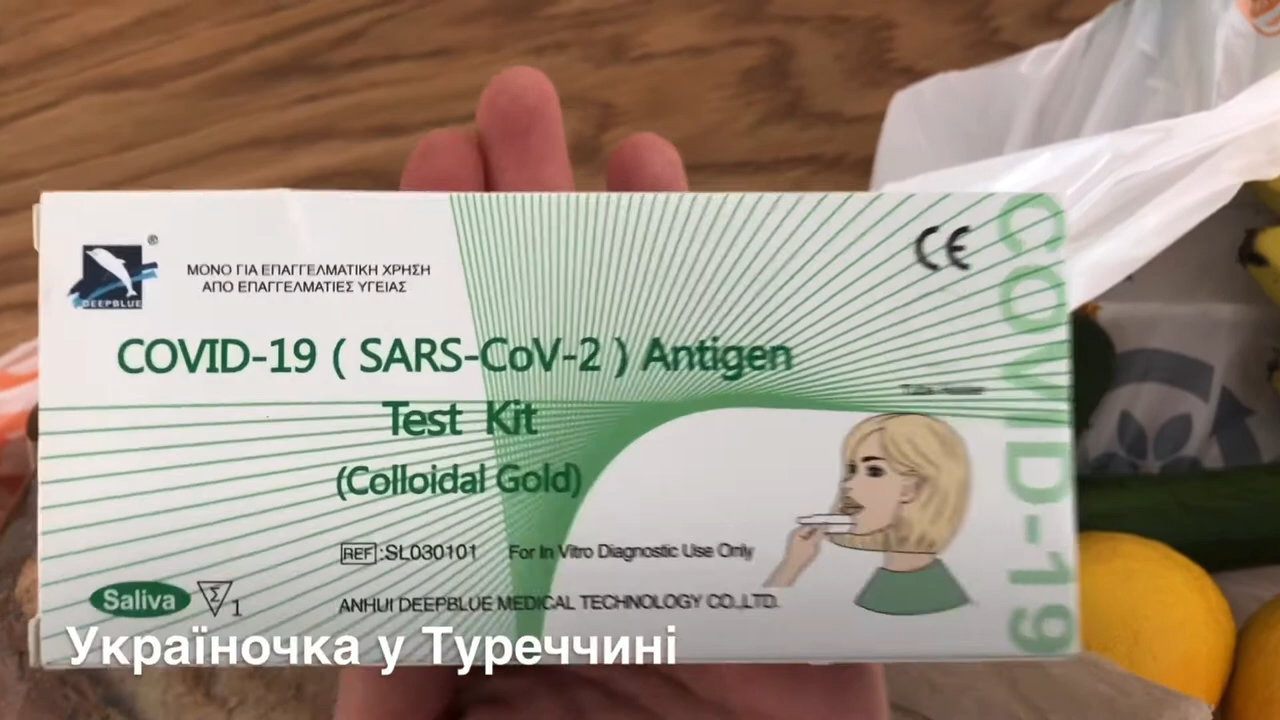 ®
CE
DEEPBLUE
ΜΟΝΟ ΓΙΑ ΕΠΑΓΓΕΛΜΑΤΙΚΗ ΧΡΗΣΗ
ΑΠΟ ΕΠΑΓΓΕΛΜΑΤΙΕΣ ΥΓΕΙΑΣ
COVID-19 ( SARS-CoV-2 ) Antigen
Test Kit
(Colloidal Gold)
REF:SL030101 For In Vitro Diagnostic Use Only
Saliva Σ 1
ANHUI DEEPBLUE MEDICAL TECHNOLOGY CO.,LTD.
COVID-19
Україночка у Туреччині